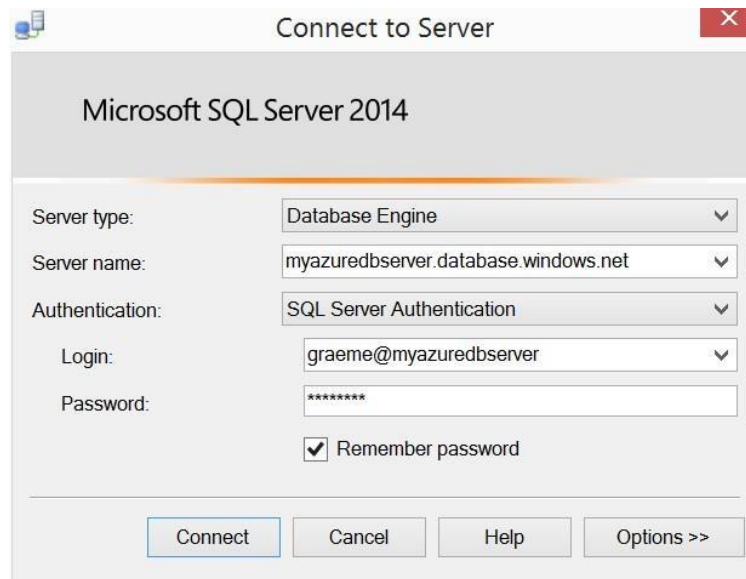 Connect to Server
Microsoft SQL Server 2014
Server type: Database Engine
Server name: myazuredbserver.database.windows.net
Authentication: SQL Server Authentication
Login: graeme@myazuredbserver
Password: ********
Remember password
Connect Cancel Help Options >>